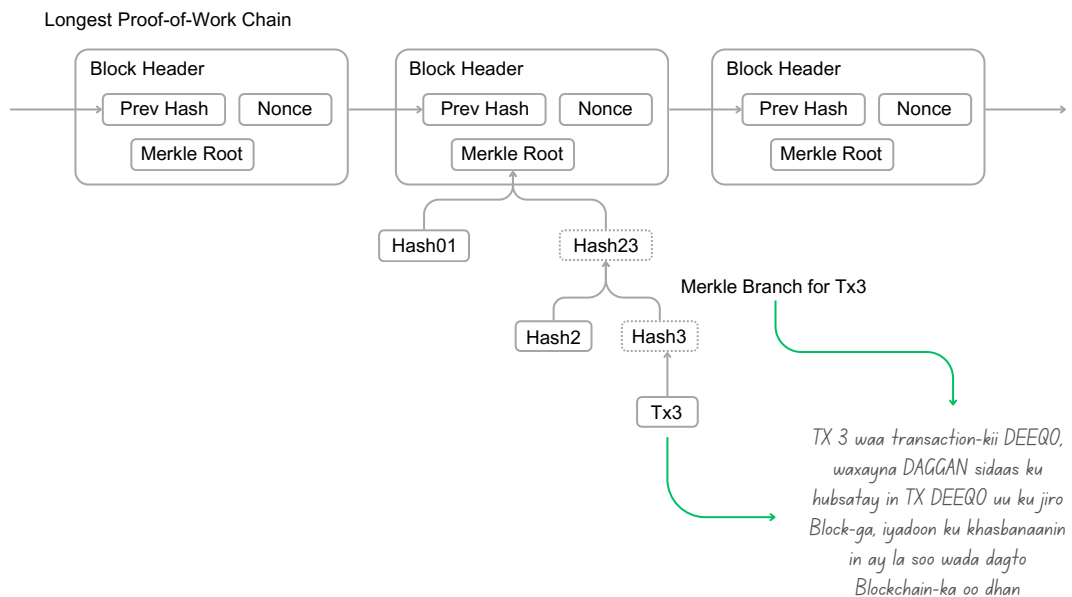 Longest Proof-of-Work Chain
Block Header
Prev Hash
Nonce
Merkle Root
Block Header
Prev Hash
Nonce
Merkle Root
Block Header
Prev Hash
Nonce
Merkle Root
Hash01
Hash23
Merkle Branch for Tx3
Hash2
Hash3
Tx3
TX 3 waa transaction-kii DEEQO,
waxayna DAGGAN sidaas ku
hubsatay in TX DEEQO uu ku jiro
Block-ga, iyadoon ku khasbanaanin
in ay la soo wada dagto
Blockchain-ka oo dhan